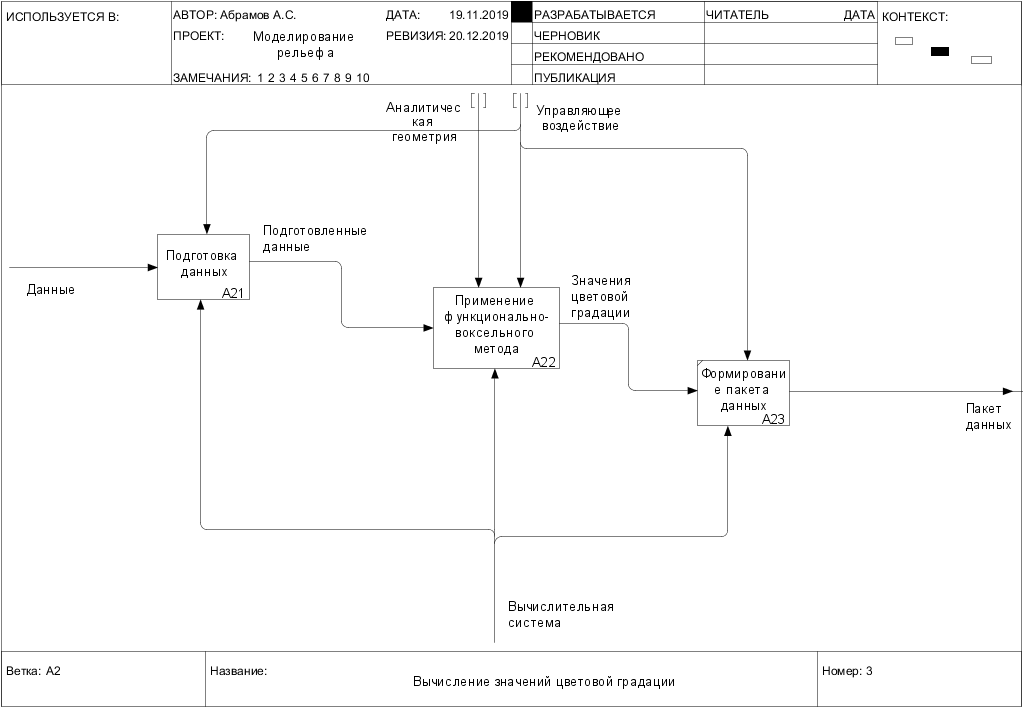 ИСПОЛЬЗУЕТСЯ В:
АВТОР: Абрамов А.С.
ДАТА: 19.11.2019
РАЗРАБАТЫВАЕТСЯ
ЧИТАТЕЛЬ
ДАТА
КОНТЕКСТ:
ПРОЕКТ: Моделирование
рельефа
РЕВИЗИЯ: 20.12.2019
ЧЕРНОВИК
РЕКОМЕНДОВАНО
ЗАМЕЧАНИЯ: 1 2 3 4 5 6 7 8 9 10
ПУБЛИКАЦИЯ
Аналитичес
кая
геометрия
Управляющее
воздействие
Подготовленные
данные
Подготовка
данных
A21
Данные
Значения
цветовой
градации
Применение
функционально-
воксельного
метода
A22
Формировани
е пакета
данных
A23
Пакет
данных
Вычислительная
система
Ветка: A2
Название:
Вычисление значений цветовой градации
Номер: 3